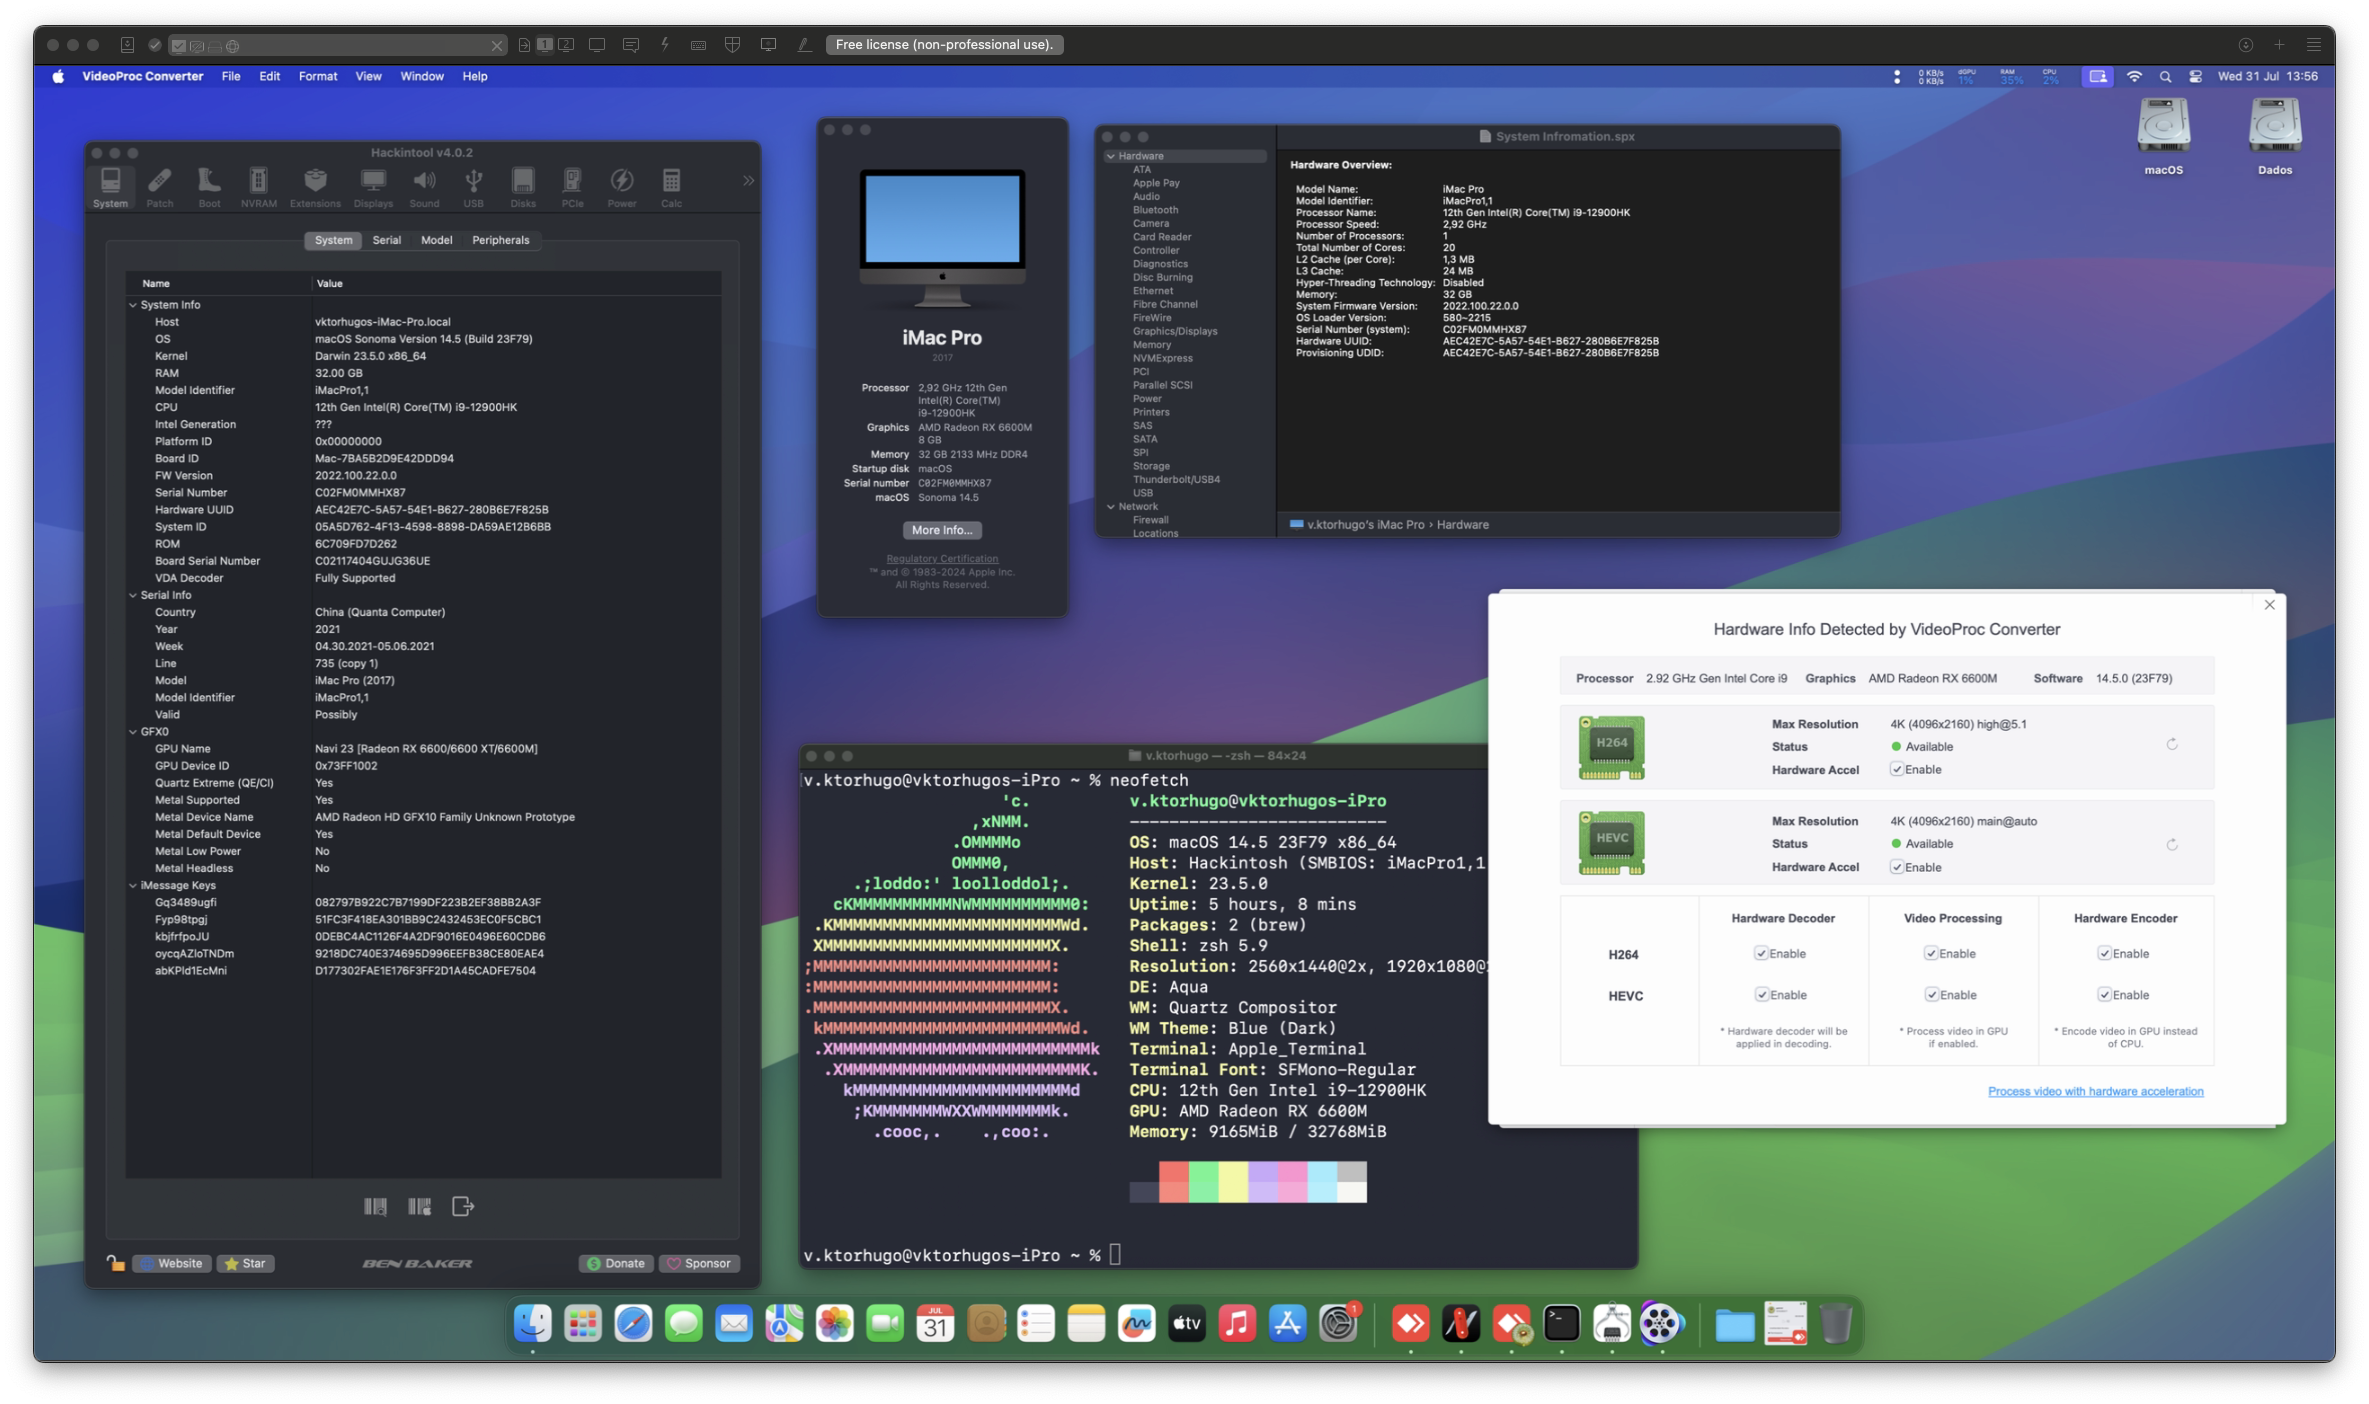 Free license (non-professional use).
VideoProc Converter File Edit Format View Window Help
0 KB/s
0 KB/s
dGPU
1%
RAM
35%
CPU
2%
Wed 31 Jul 13:56
macOS
Dados
Hackintool v4.0.2
System Patch Boot NVRAM Extensions Displays Sound USB Disks PCIe Power Calc
System Serial Model Peripherals
Name Value
System Info
Host vktorhugos-iMac-Pro.local
OS macOS Sonoma Version 14.5 (Build 23F79)
Kernel Darwin 23.5.0 x86_64
RAM 32.00 GB
Model Identifier iMacPro1,1
CPU 12th Gen Intel(R) Core(TM) i9-12900HK
Intel Generation ???
Platform ID 0x00000000
Board ID Mac-7BA5B2D9E42DDD94
FW Version 2022.100.22.0.0
Serial Number C02FM0MMHX87
Hardware UUID AEC42E7C-5A57-54E1-B627-280B6E7F825B
System ID 05A5D762-4F13-4598-8898-DA59AE12B6BB
ROM 6C709FD7D262
Board Serial Number C02117404GUJG36UE
VDA Decoder Fully Supported
Serial Info
Country China (Quanta Computer)
Year 2021
Week 04.30.2021-05.06.2021
Line 735 (copy 1)
Model iMac Pro (2017)
Model Identifier iMacPro1,1
Valid Possibly
GFX0
GPU Name Navi 23 [Radeon RX 6600/6600 XT/6600M]
GPU Device ID 0x73FF1002
Quartz Extreme (QE/CI) Yes
Metal Supported Yes
Metal Device Name AMD Radeon HD GFX10 Family Unknown Prototype
Metal Default Device Yes
Metal Low Power No
Metal Headless No
iMessage Keys
Gq3489ugfi 082797B922C7B7199DF223B2EF38BB2A3F
Fyp98tpgj 51FC3F418EA301BB9C2432453EC0F5CBC1
kbjfrfpoJU 0DEBC4AC1126F4A2DF9016E0496E60CDB6
oycqAZloTNDm 9218DC740E374695D996EEFB38CE80EAE4
abKPld1EcMni D177302FAE1E176F3FF2D1A45CADFE7504
Website Star BEN BAKER Donate Sponsor
iMac Pro
2017
Processor 2,92 GHz 12th Gen
Intel(R) Core(TM)
i9-12900HK
Graphics AMD Radeon RX 6600M
8 GB
Memory 32 GB 2133 MHz DDR4
Startup disk macOS
Serial number C02FM0MMHX87
macOS Sonoma 14.5
More Info...
Regulatory Certification
™ and © 1983-2024 Apple Inc.
All Rights Reserved.
System Infromation.spx
Hardware
ATA
Apple Pay
Audio
Bluetooth
Camera
Card Reader
Controller
Diagnostics
Disc Burning
Ethernet
Fibre Channel
FireWire
Graphics/Displays
Memory
NVMExpress
PCI
Parallel SCSI
Power
Printers
SAS
SATA
SPI
Storage
Thunderbolt/USB4
USB
Network
Firewall
Locations
Hardware Overview:
Model Name: iMac Pro
Model Identifier: iMacPro1,1
Processor Name: 12th Gen Intel(R) Core(TM) i9-12900HK
Processor Speed: 2,92 GHz
Number of Processors: 1
Total Number of Cores: 20
L2 Cache (per Core): 1,3 MB
L3 Cache: 24 MB
Hyper-Threading Technology: Disabled
Memory: 32 GB
System Firmware Version: 2022.100.22.0.0
OS Loader Version: 580~2215
Serial Number (system): C02FM0MMHX87
Hardware UUID: AEC42E7C-5A57-54E1-B627-280B6E7F825B
Provisioning UDID: AEC42E7C-5A57-54E1-B627-280B6E7F825B
v.ktorhugo's iMac Pro › Hardware
v.ktorhugo — -zsh — 84×24
v.ktorhugo@vktorhugos-iPro ~ % neofetch
'c. v.ktorhugo@vktorhugos-iPro
,xNMM. --------------------------
.OMMMMo OS: macOS 14.5 23F79 x86_64
OMMM0, Host: Hackintosh (SMBIOS: iMacPro1,1
.;loddo:' loolloddol;. Kernel: 23.5.0
cKMMMMMMMMMMNWMMMMMMMMMM0: Uptime: 5 hours, 8 mins
.KMMMMMMMMMMMMMMMMMMMMMMMWd. Packages: 2 (brew)
XMMMMMMMMMMMMMMMMMMMMMMMX. Shell: zsh 5.9
;MMMMMMMMMMMMMMMMMMMMMMMM: Resolution: 2560x1440@2x, 1920x1080@
:MMMMMMMMMMMMMMMMMMMMMMMM: DE: Aqua
.MMMMMMMMMMMMMMMMMMMMMMMMX. WM: Quartz Compositor
kMMMMMMMMMMMMMMMMMMMMMMMMWd. WM Theme: Blue (Dark)
.XMMMMMMMMMMMMMMMMMMMMMMMMMMk Terminal: Apple_Terminal
.XMMMMMMMMMMMMMMMMMMMMMMMMK. Terminal Font: SFMono-Regular
kMMMMMMMMMMMMMMMMMMMMMMd CPU: 12th Gen Intel i9-12900HK
;KMMMMMMMWXXWMMMMMMMk. GPU: AMD Radeon RX 6600M
.cooc,. .,coo:. Memory: 9165MiB / 32768MiB
v.ktorhugo@vktorhugos-iPro ~ %
Hardware Info Detected by VideoProc Converter
Processor 2.92 GHz Gen Intel Core i9 Graphics AMD Radeon RX 6600M Software 14.5.0 (23F79)
H264
Max Resolution 4K (4096x2160) high@5.1
Status Available
Hardware Accel Enable
HEVC
Max Resolution 4K (4096x2160) main@auto
Status Available
Hardware Accel Enable
Hardware Decoder Video Processing Hardware Encoder
H264 Enable Enable Enable
HEVC Enable Enable Enable
* Hardware decoder will be applied in decoding.
* Process video in GPU if enabled.
* Encode video in GPU instead of CPU.
Process video with hardware acceleration
JUL
31
tv
1